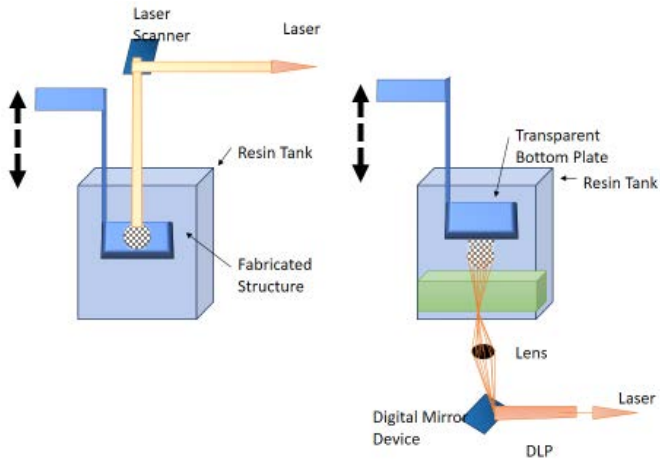 Laser
Scanner
Laser
Resin Tank
Fabricated
Structure
Transparent
Bottom Plate
Resin Tank
Lens
Laser
Digital Mirror
Device
DLP